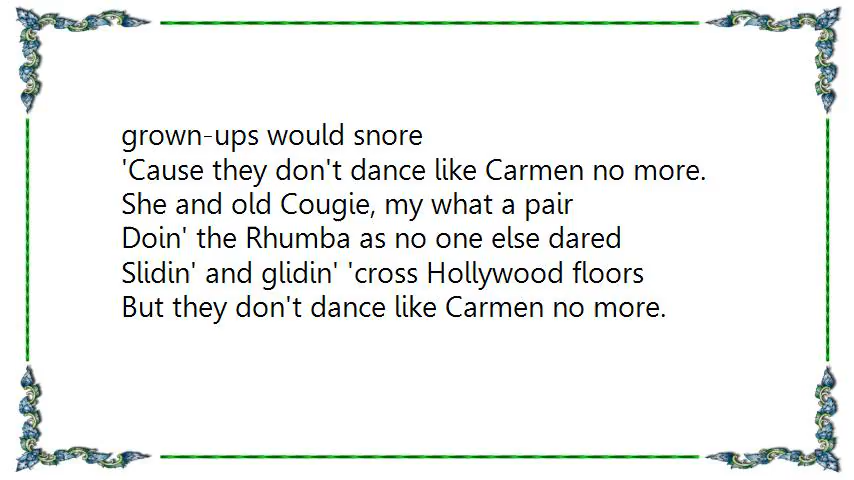 grown-ups would snore
'Cause they don't dance like Carmen no more.
She and old Cougie, my what a pair
Doin' the Rhumba as no one else dared
Slidin' and glidin' 'cross Hollywood floors
But they don't dance like Carmen no more.